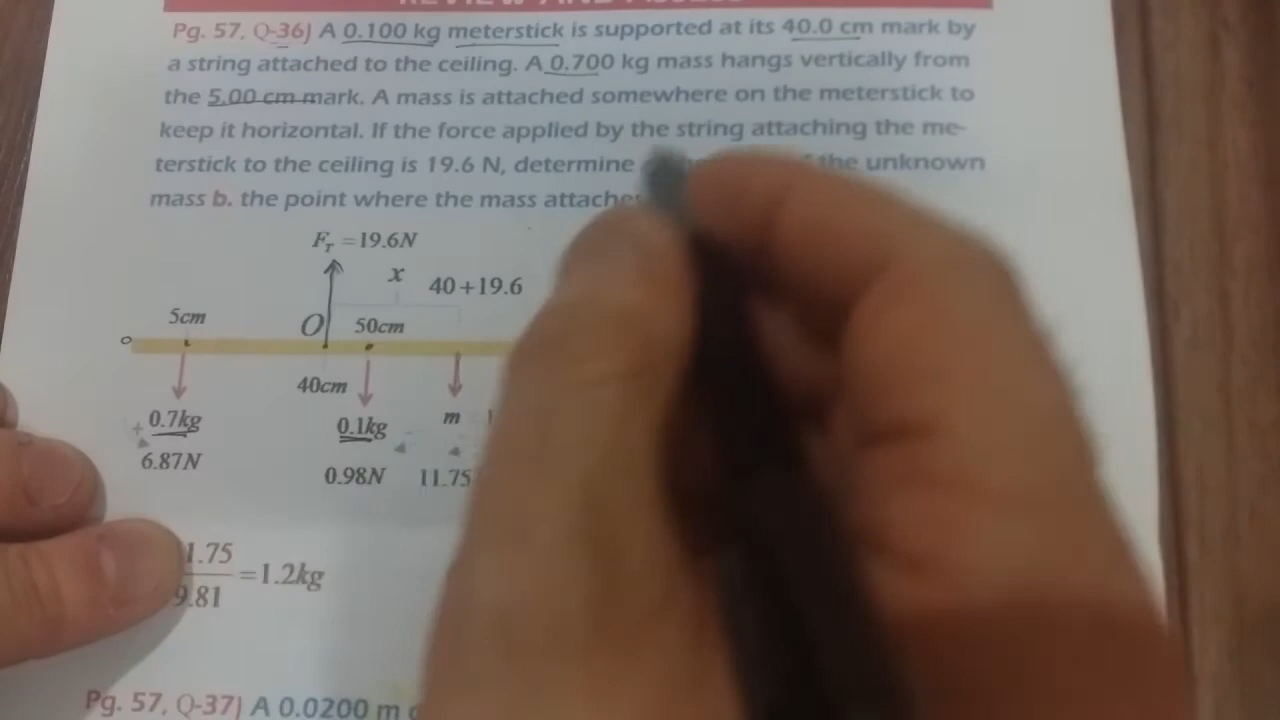 Pg. 57, Q-36) A 0.100 kg meterstick is supported at its 40.0 cm mark by
a string attached to the ceiling. A 0.700 kg mass hangs vertically from
the 5.00 cm mark. A mass is attached somewhere on the meterstick to
keep it horizontal. If the force applied by the string attaching the me-
terstick to the ceiling is 19.6 N, determine the unknown
mass b. the point where the mass attaches
F_T = 19.6N
x 40+19.6
5cm O 50cm
o
40cm
0.7kg 0.1kg m
6.87N 0.98N 11.75
1.75
9.81
=1.2kg
Pg. 57, Q-37) A 0.0200 m